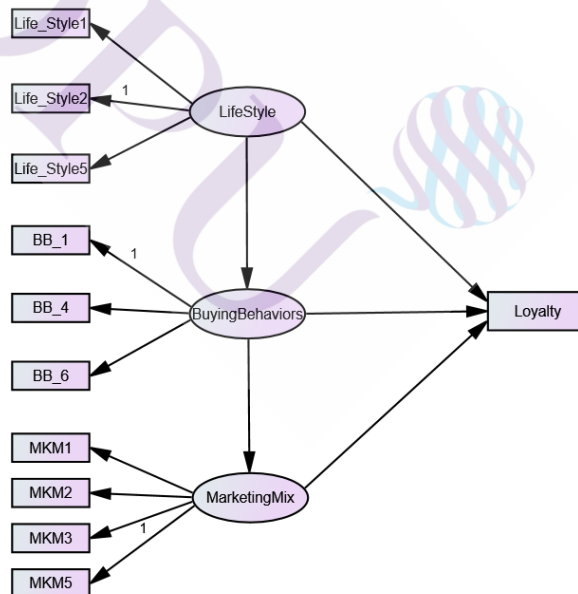 Life_Style1
1
Life_Style2
LifeStyle
Life_Style5
BB_1
1
BB_4
BuyingBehaviors
Loyalty
BB_6
MKM1
MKM2
MarketingMix
MKM3
1
MKM5